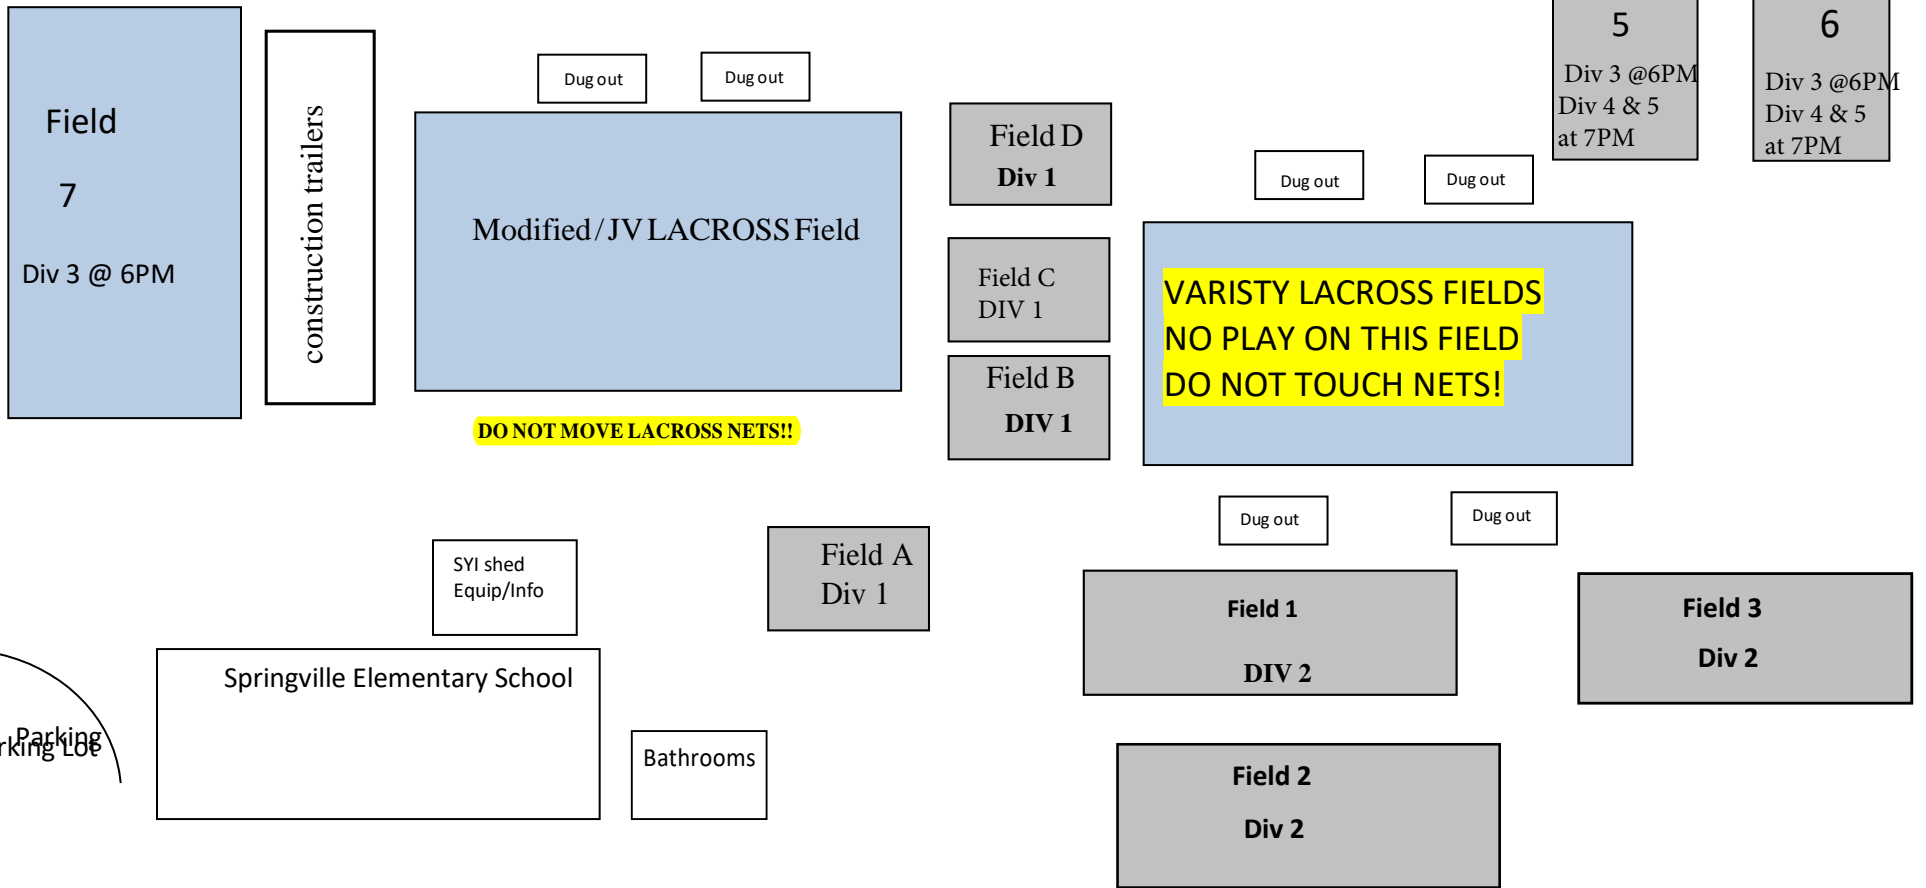 Field
7
Div 3 @ 6PM
construction trailers
Dug out
Dug out
Modified / JV LACROSS Field
DO NOT MOVE LACROSS NETS!!
Field D
Div 1
Field C
DIV 1
Field B
DIV 1
5
Div 3 @6PM
Div 4 & 5
at 7PM
6
Div 3 @6PM
Div 4 & 5
at 7PM
Dug out
Dug out
VARISTY LACROSS FIELDS
NO PLAY ON THIS FIELD
DO NOT TOUCH NETS!
Dug out
Dug out
SYI shed
Equip/Info
Field A
Div 1
Field 1
DIV 2
Field 3
Div 2
Springville Elementary School
Parking
rking Lot
Bathrooms
Field 2
Div 2